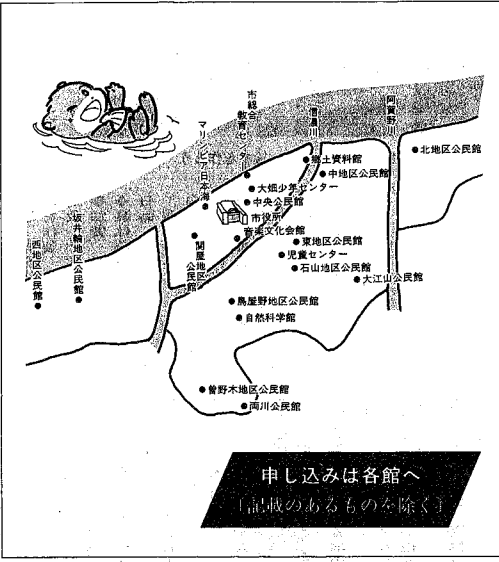 市総合
教育センター
マリンピア日本海
信濃川
阿賀野川
郷土資料館
北地区公民館
中地区公民館
大畑少年センター
中央公民館
市役所
音楽文化会館
関屋地区
公民館
東地区公民館
児童センター
石山地区公民館
大江山公民館
坂井輪地区公民館
西地区公民館
鳥屋野地区公民館
自然科学館
曽野木地区公民館
両川公民館
申し込みは各館へ
［記載のあるものを除く］